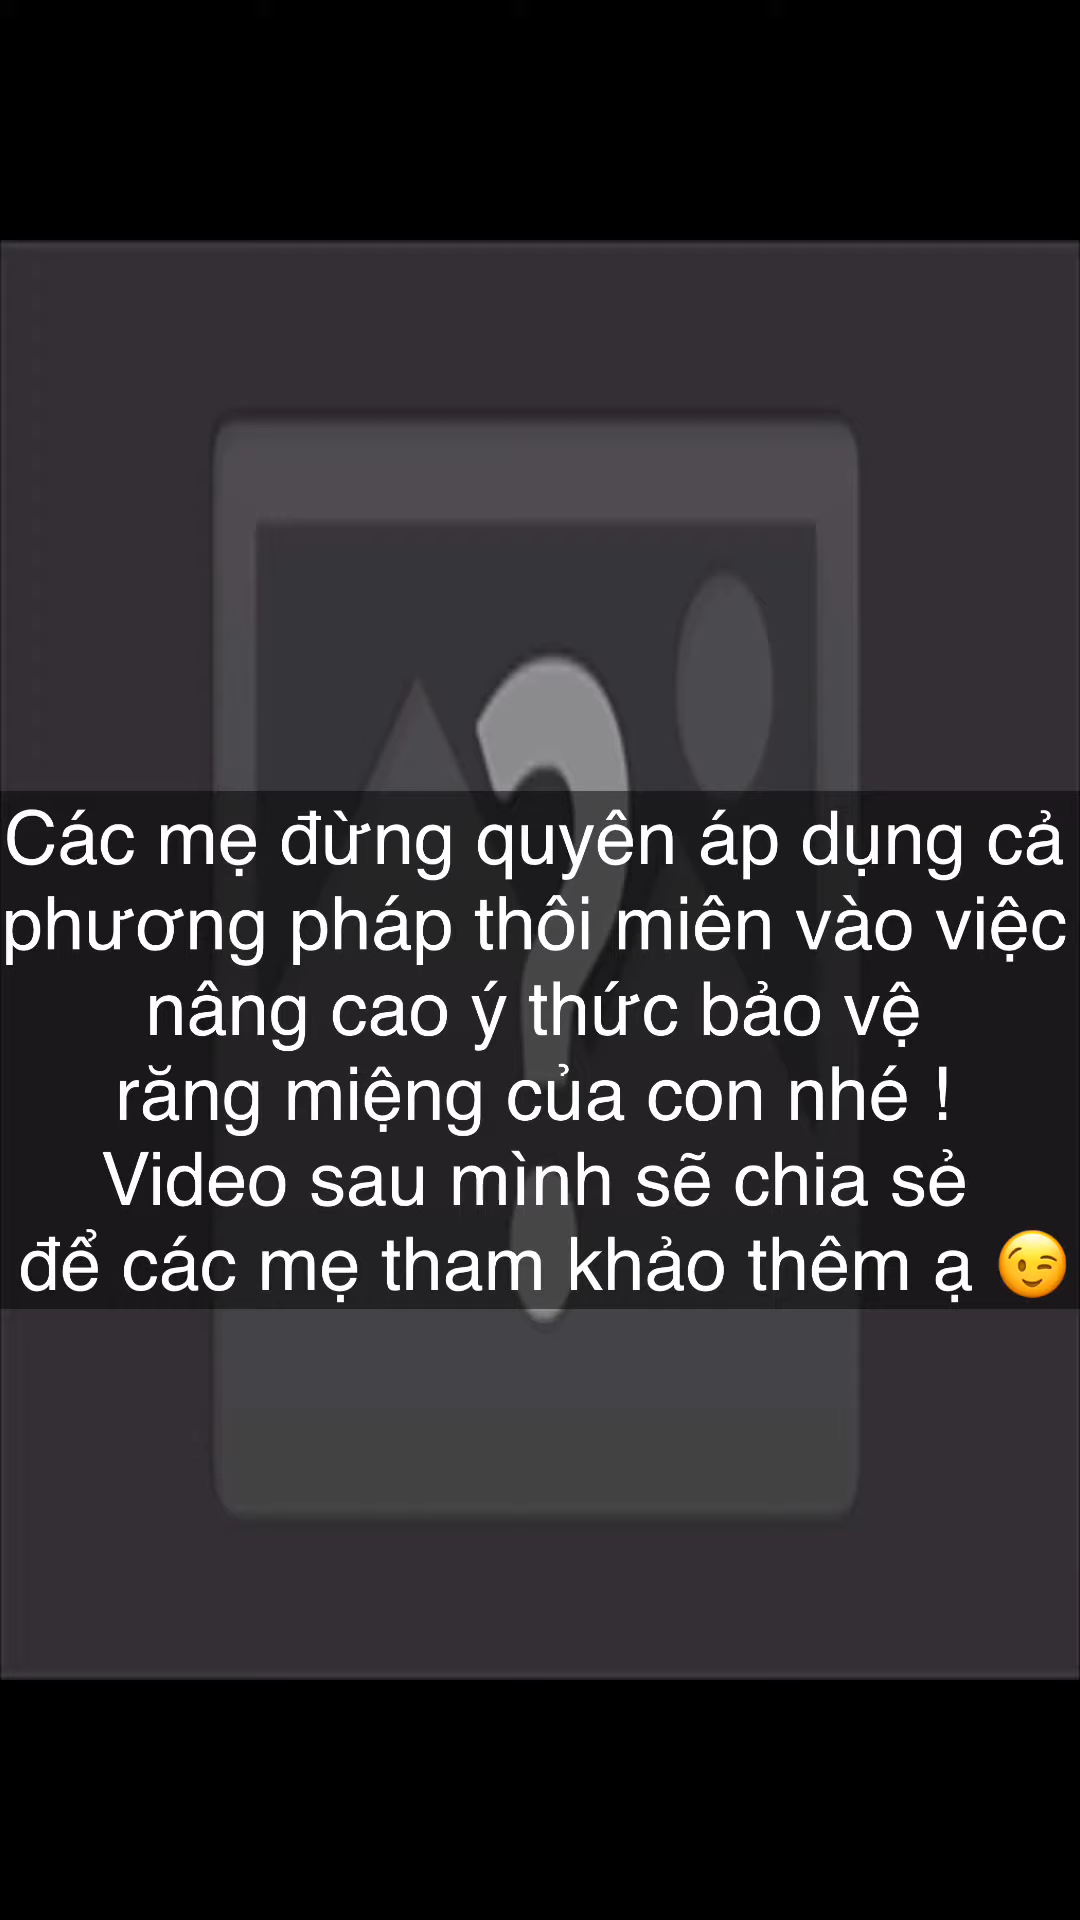 Các mẹ đừng quyên áp dụng cả
phương pháp thôi miên vào việc
nâng cao ý thức bảo vệ
răng miệng của con nhé !
Video sau mình sẽ chia sẻ
để các mẹ tham khảo thêm ạ 😉